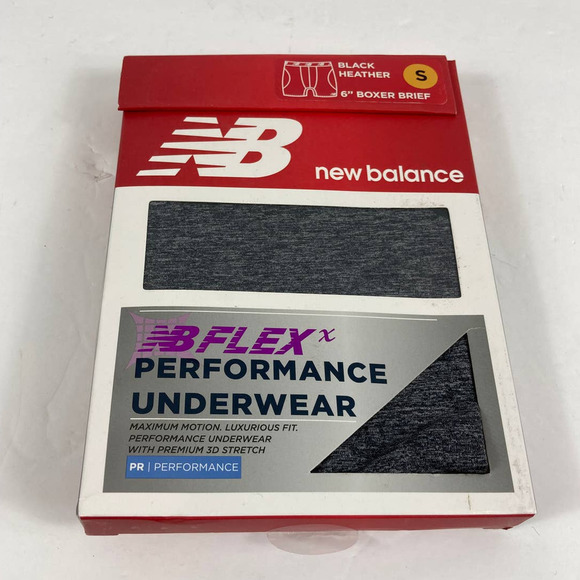 BLACK
HEATHER
S
6" BOXER BRIEF
NB
new balance
NB FLEX x
PERFORMANCE
UNDERWEAR
MAXIMUM MOTION. LUXURIOUS FIT.
PERFORMANCE UNDERWEAR
WITH PREMIUM 3D STRETCH
PR | PERFORMANCE